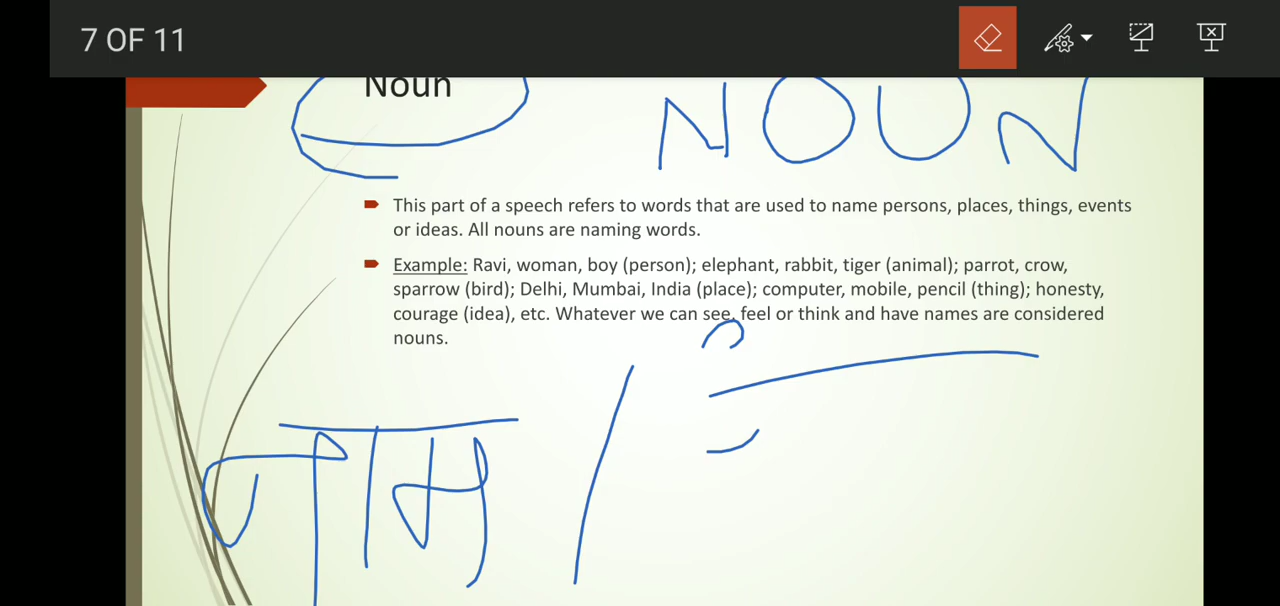 7 OF 11
Noun
NOUN
This part of a speech refers to words that are used to name persons, places, things, events
or ideas. All nouns are naming words.
Example: Ravi, woman, boy (person); elephant, rabbit, tiger (animal); parrot, crow,
sparrow (bird); Delhi, Mumbai, India (place); computer, mobile, pencil (thing); honesty,
courage (idea), etc. Whatever we can see, feel or think and have names are considered
nouns.